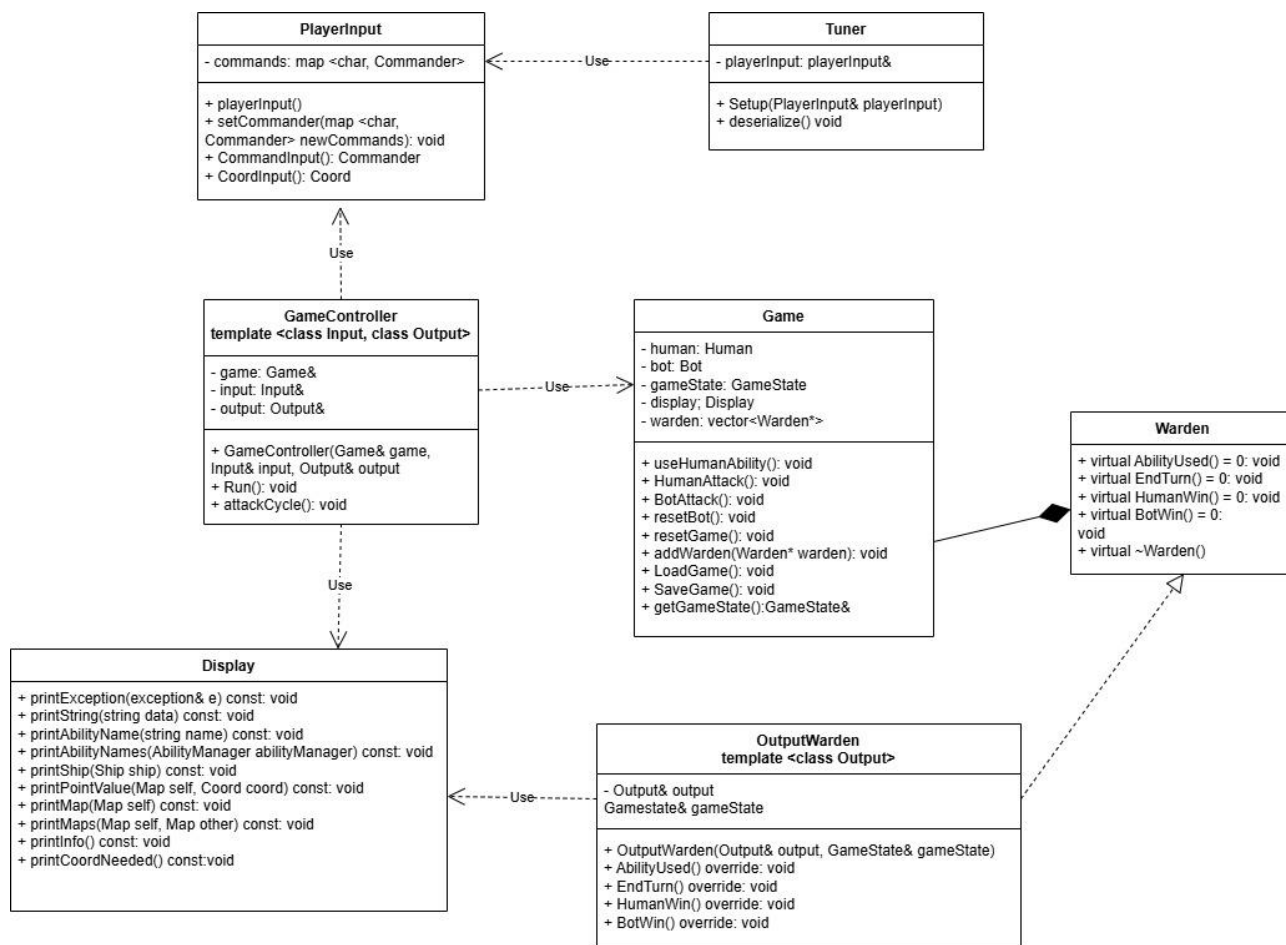 PlayerInput
- commands: map <char, Commander>
+ playerInput()
+ setCommander(map <char,
Commander> newCommands): void
+ CommandInput(): Commander
+ CoordInput(): Coord
Use
Tuner
- playerInput: playerInput&
+ Setup(PlayerInput& playerInput)
+ deserialize() void
Use
GameController
template <class Input, class Output>
- game: Game&
- input: Input&
- output: Output&
+ GameController(Game& game,
Input& input, Output& output
+ Run(): void
+ attackCycle(): void
Use
Game
- human: Human
- bot: Bot
- gameState: GameState
- display; Display
- warden: vector<Warden*>
+ useHumanAbility(): void
+ HumanAttack(): void
+ BotAttack(): void
+ resetBot(): void
+ resetGame(): void
+ addWarden(Warden* warden): void
+ LoadGame(): void
+ SaveGame(): void
+ getGameState():GameState&
Warden
+ virtual AbilityUsed() = 0: void
+ virtual EndTurn() = 0: void
+ virtual HumanWin() = 0: void
+ virtual BotWin() = 0:
void
+ virtual ~Warden()
Use
Display
+ printException(exception& e) const: void
+ printString(string data) const: void
+ printAbilityName(string name) const: void
+ printAbilityNames(AbilityManager abilityManager) const: void
+ printShip(Ship ship) const: void
+ printPointValue(Map self, Coord coord) const: void
+ printMap(Map self) const: void
+ printMaps(Map self, Map other) const: void
+ printInfo() const: void
+ printCoordNeeded() const:void
Use
OutputWarden
template <class Output>
- Output& output
Gamestate& gameState
+ OutputWarden(Output& output, GameState& gameState)
+ AbilityUsed() override: void
+ EndTurn() override: void
+ HumanWin() override: void
+ BotWin() override: void